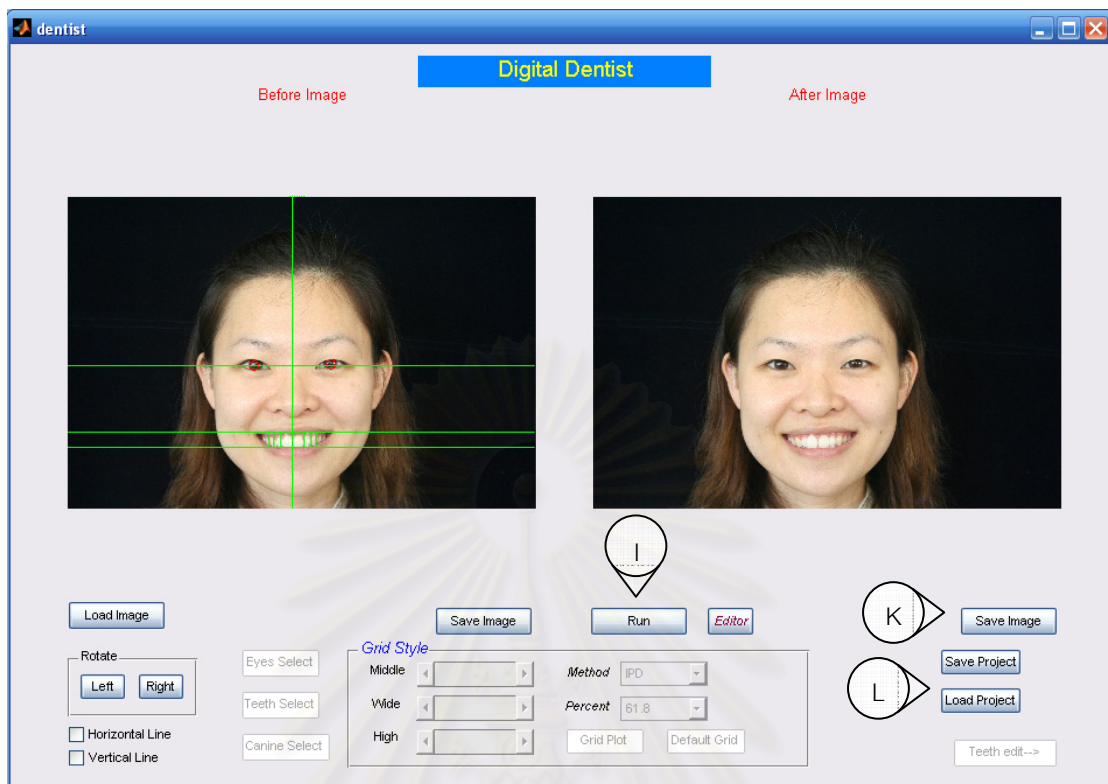 dentist
Digital Dentist
Before Image After Image
I
Load Image Save Image Run Editor K Save Image
Grid Style
Rotate Eyes Select Middle Method IPD Save Project
Left Right
Teeth Select Wide Percent 61.8 L Load Project
Horizontal Line Canine Select High Grid Plot Default Grid
Vertical Line Teeth edit-->